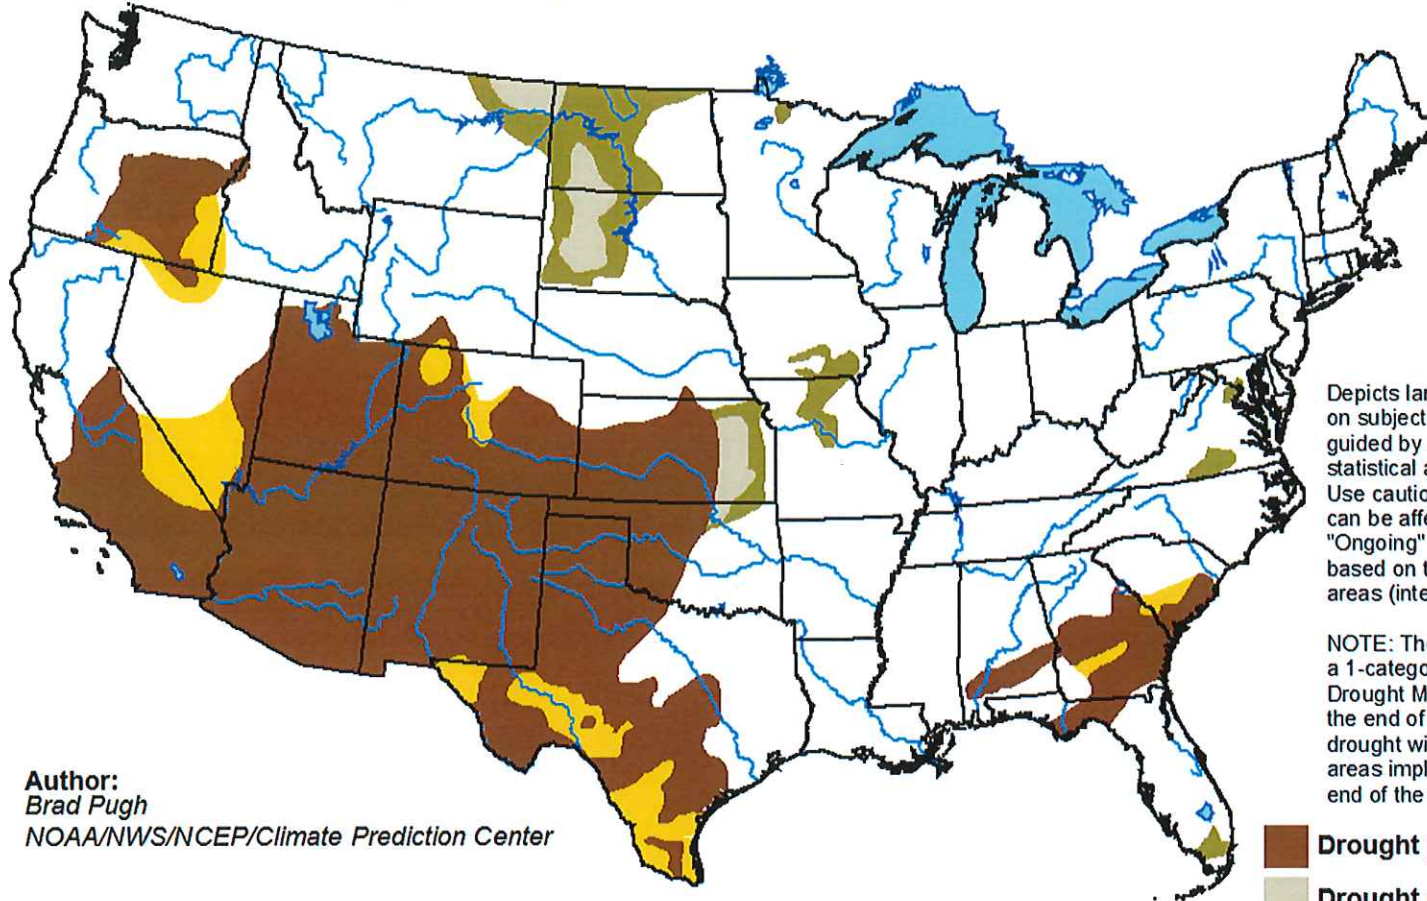 Depicts lar
on subject
guided by
statistical a
Use cautio
can be affe
"Ongoing"
based on t
areas (inte
NOTE: The
a 1-catego
Drought M
the end of
drought wi
areas impl
end of the
Author:
Brad Pugh
NOAA/NWS/NCEP/Climate Prediction Center
Drought
Drought